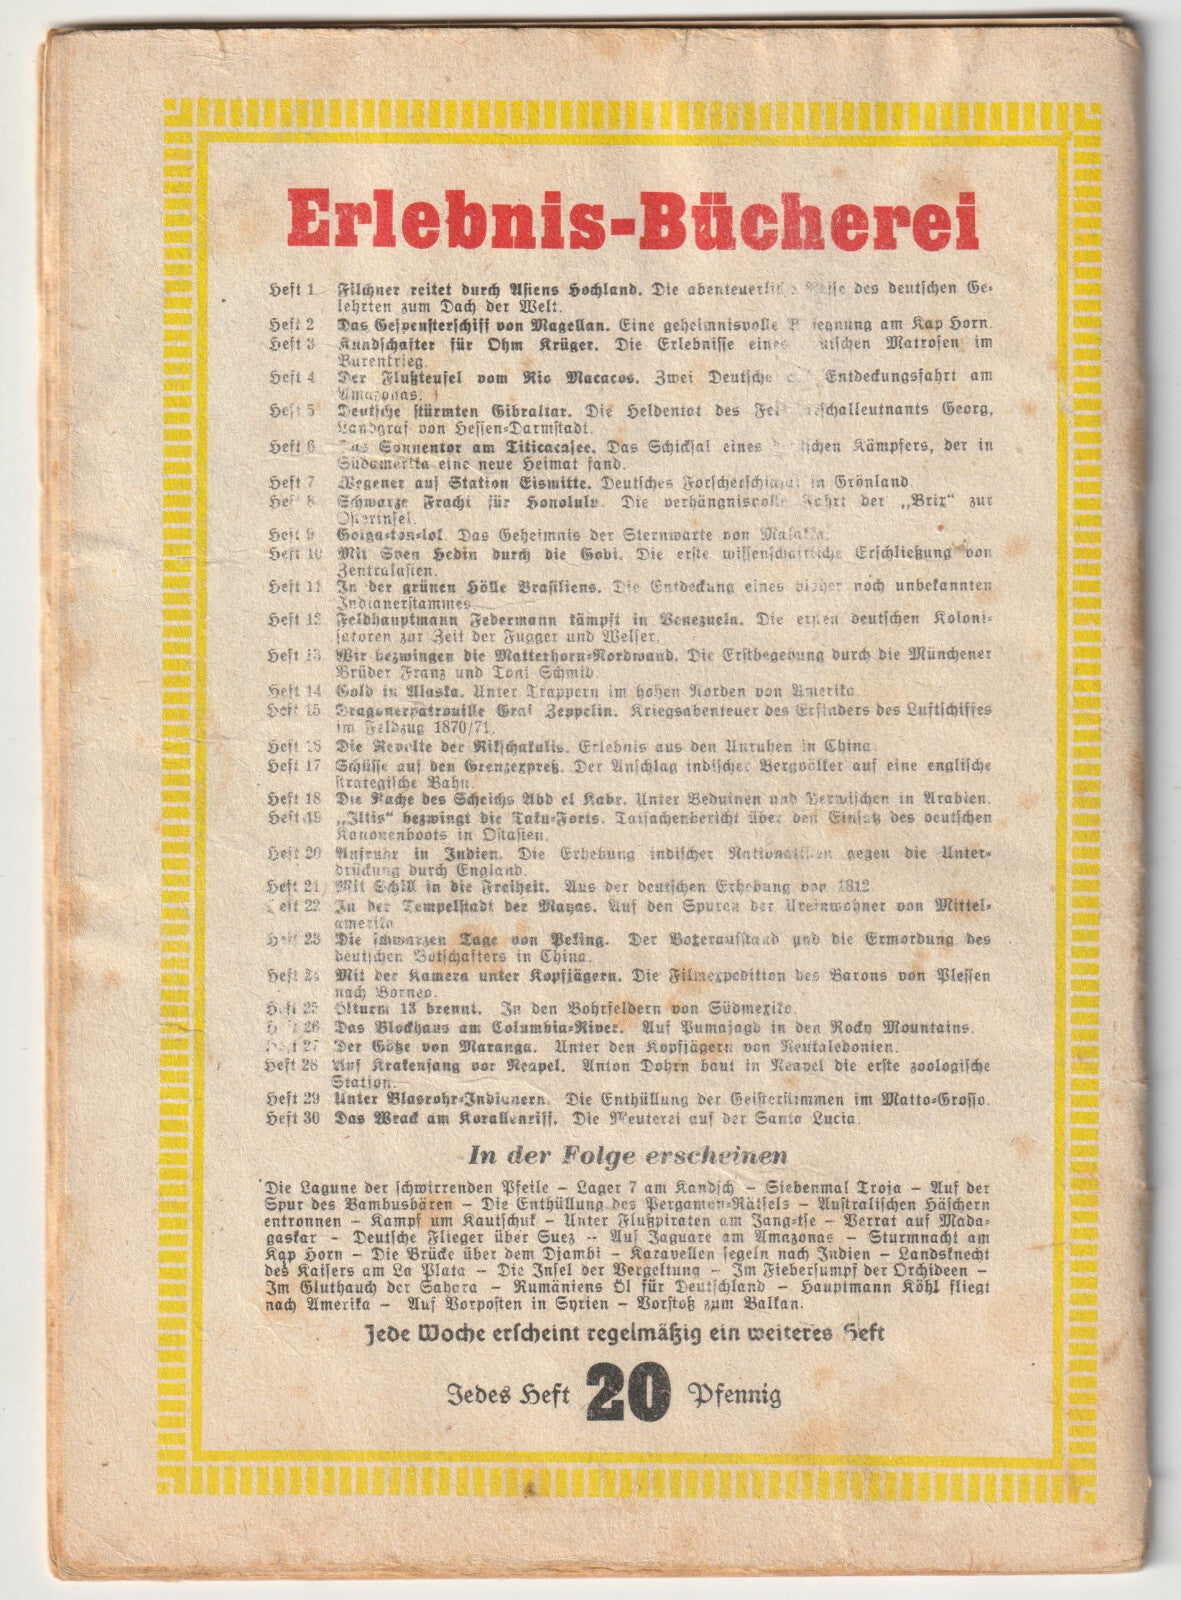 Erlebnis-Bücherei
Heft 1 Filchner reitet durch Asiens Hochland. Die abenteuerliche Reise des deutschen Ge-
lehrten zum Dach der Welt.
Heft 2 Das Gespensterschiff von Magellan. Eine geheimnisvolle Begegnung am Kap Horn.
Heft 3 Kundschafter für Ohm Krüger. Die Erlebnisse eines deutschen Matrosen im
Burenkrieg.
Heft 4 Der Flußteufel vom Rio Macacos. Zwei Deutsche auf Entdeckungsfahrt am
Amazonas.
Heft 5 Deutsche stürmten Gibraltar. Die Heldentat des Feldmarschalleutnants Georg,
Landgraf von Hessen-Darmstadt.
Heft 6 Das Sonnentor am Titicacasee. Das Schicksal eines deutschen Kämpfers, der in
Südamerika eine neue Heimat fand.
Heft 7 Wegener auf Station Eismitte. Deutsches Forscherschicksal in Grönland.
Heft 8 Schwarze Fracht für Honolulu. Die verhängnisvolle Fahrt der „Brix“ zur
Osterinsel.
Heft 9 Das Geheimnis der Sternwarte von
Heft 10 Mit Sven Hedin durch die Gobi. Die erste wissenschaftliche Erschließung von
Zentralasien.
Heft 11 In der grünen Hölle Brasiliens. Die Entdeckung eines bisher noch unbekannten
Indianerstammes
Heft 12 Feldhauptmann Federmann kämpft in Venezuela. Die ersten deutschen Koloni-
satoren zur Zeit der Fugger und Welser.
Heft 13 Wir bezwingen die Matterhorn-Nordwand. Die Erstbegehung durch die Münchener
Brüder Franz und Toni Schmid.
Heft 14 Gold in Alaska. Unter Trappern im hohen Norden von Amerika.
Heft 15 Dragonerpatrouille Graf Zeppelin. Kriegsabenteuer des Erfinders des Luftschiffes
im Feldzug 1870/71.
Heft 16 Die Revolte der Rikschakulis. Erlebnis aus den Unruhen in China.
Heft 17 Schüsse auf den Grenzexpreß. Der Anschlag indischer Bergvölker auf eine englische
strategische Bahn.
Heft 18 Die Rache des Scheichs Abd el Kabr. Unter Beduinen und Derwischen in Arabien.
Heft 19 „Iltis“ bezwingt die Taku-Forts. Tatsachenbericht über den Einsatz des deutschen
Kanonenboots in Ostasien.
Heft 20 Aufruhr in Indien. Die Erhebung indischer Nationalisten gegen die Unter-
drückung durch England.
Heft 21 Mit Schill in die Freiheit. Aus der deutschen Erhebung von 1812
Heft 22 In der Tempelstadt der Mayas. Auf den Spuren der Ureinwohner von Mittel-
amerika
Heft 23 Die schwarzen Tage von Peking. Der Boxeraufstand und die Ermordung des
deutschen Botschafters in China.
Heft 24 Mit der Kamera unter Kopfjägern. Die Filmexpedition des Barons von Plessen
nach Borneo.
Heft 25 Ölturm 13 brennt. In den Bohrfeldern von Südmexiko.
Heft 26 Das Blockhaus am Columbia-River. Auf Pumajagd in den Rocky Mountains.
Heft 27 Der Götze von Maranga. Unter den Kopfjägern von Neukaledonien.
Heft 28 Auf Krakenfang vor Neapel. Anton Dohrn baut in Neapel die erste zoologische
Station.
Heft 29 Unter Blasrohr-Indianern. Die Enthüllung der Geisterstimmen im Matto-Grosso.
Heft 30 Das Wrack am Korallenriff. Die Meuterei auf der Santa Lucia.
In der Folge erscheinen
Die Lagune der schwirrenden Pfeile – Lager 7 am Kandsch – Siebenmal Troja – Auf der
Spur des Bambusbären – Die Enthüllung des Pergamon-Rätsels – Australischen Häschern
entronnen – Kampf um Kautschuk – Unter Flußpiraten am Jang-tse – Verrat auf Mada-
gaskar – Deutsche Flieger über Suez – Auf Jaguare am Amazonas – Sturmnacht am
Kap Horn – Die Brücke über dem Djambi – Karavellen segeln nach Indien – Landsknecht
des Kaisers am La Plata – Die Insel der Vergeltung – Im Fiebersumpf der Orchideen –
Im Gluthauch der Sahara – Rumäniens Öl für Deutschland – Hauptmann Köhl fliegt
nach Amerika – Auf Vorposten in Syrien – Vorstoß zum Balkan.
Jede Woche erscheint regelmäßig ein weiteres Heft
Jedes Heft 20 Pfennig